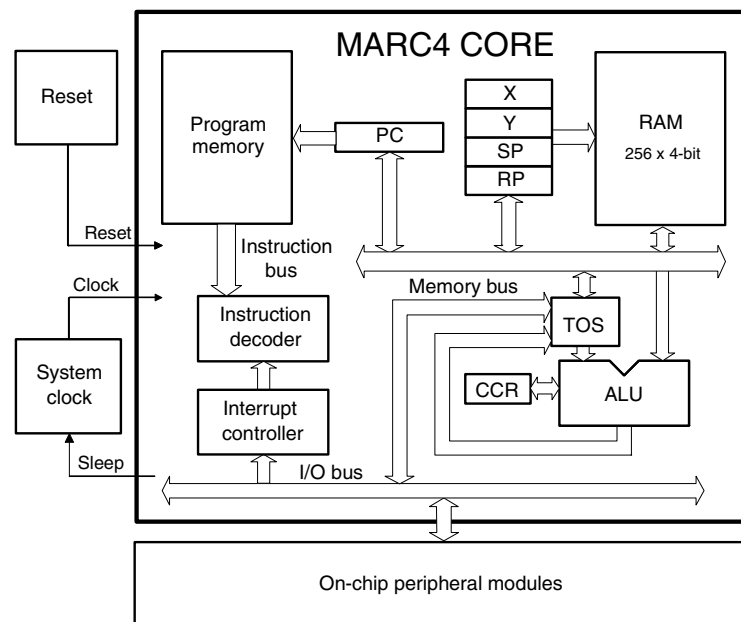 MARC4 CORE
Reset
Program
memory
PC
X
Y
SP
RP
RAM
256 x 4-bit
Reset
Instruction
bus
Clock
Memory bus
Instruction
decoder
TOS
System
clock
CCR
ALU
Interrupt
controller
Sleep
I/O bus
On-chip peripheral modules